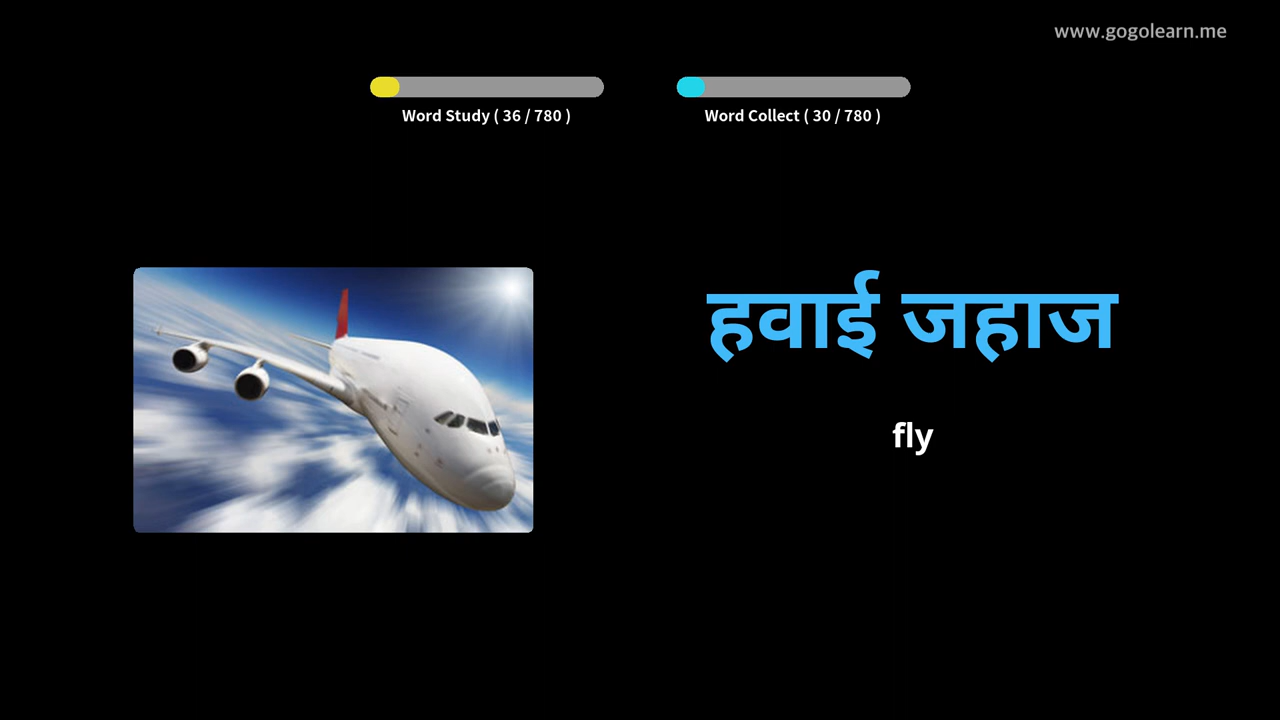 www.gogolearn.me
Word Study ( 36 / 780 )
Word Collect ( 30 / 780 )
हवाई जहाज
fly